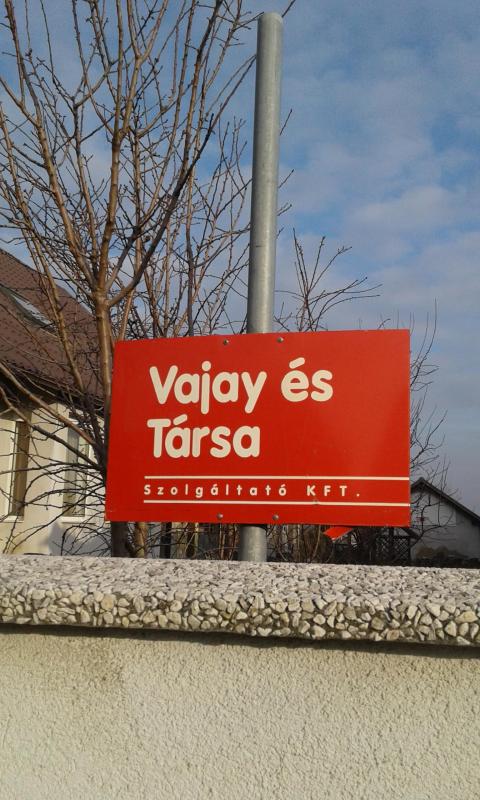 Vajay és
Társa
Szolgáltató KFT.